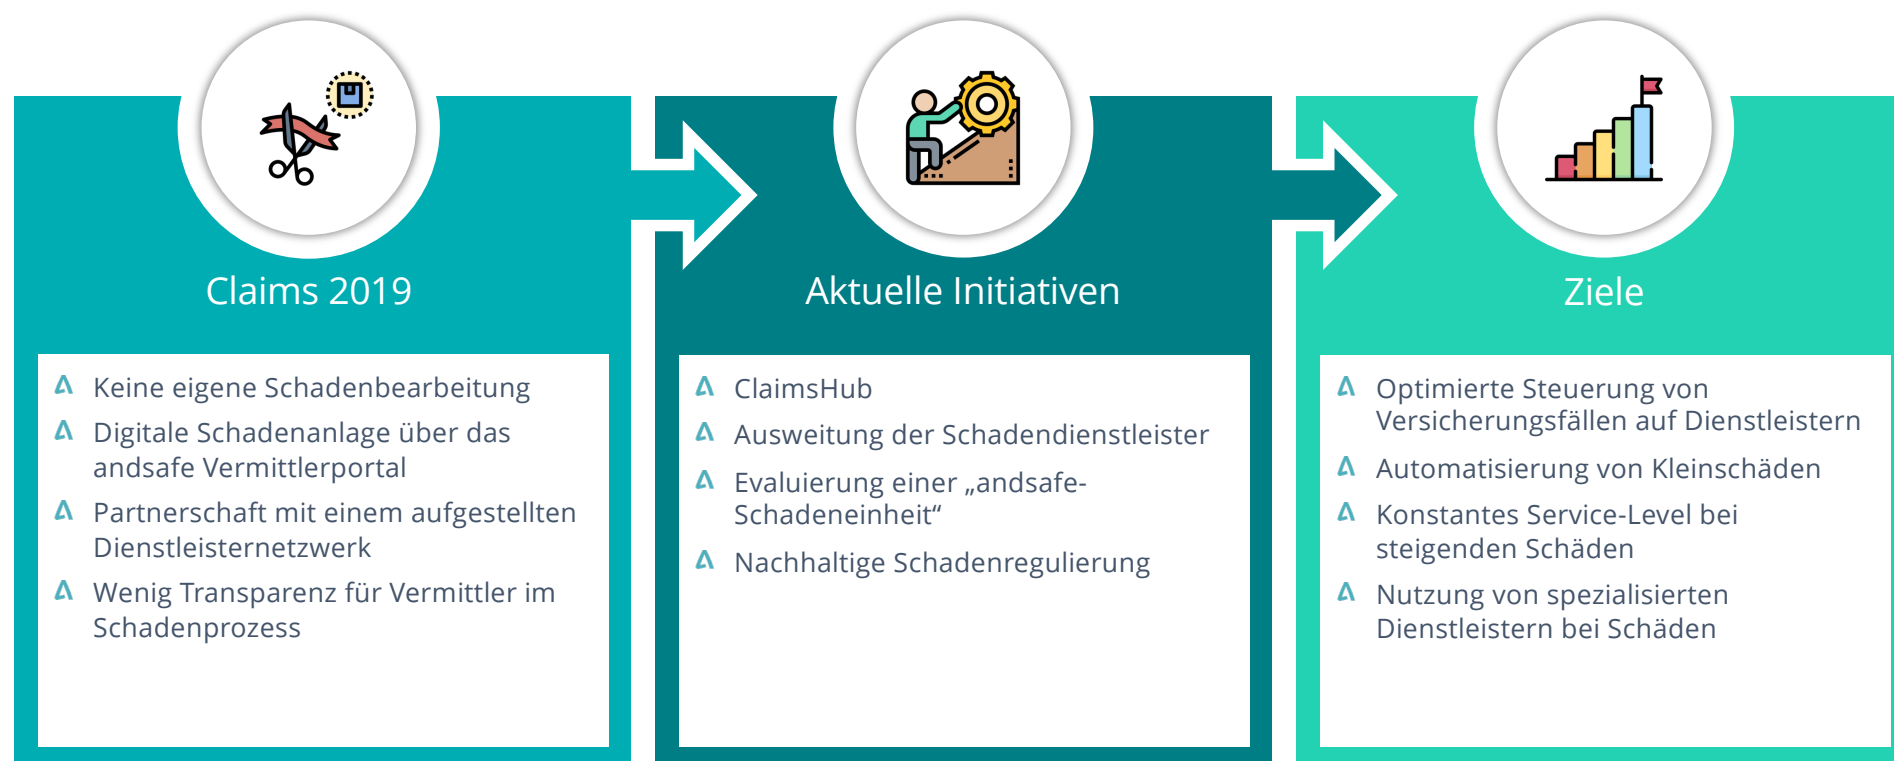 Claims 2019
Keine eigene Schadenbearbeitung
Digitale Schadenanlage über das
andsafe Vermittlerportal
Partnerschaft mit einem aufgestellten
Dienstleisternetzwerk
Wenig Transparenz für Vermittler im
Schadenprozess
Aktuelle Initiativen
ClaimsHub
Ausweitung der Schadendienstleister
Evaluierung einer „andsafe-
Schadeneinheit“
Nachhaltige Schadenregulierung
Ziele
Optimierte Steuerung von
Versicherungsfällen auf Dienstleistern
Automatisierung von Kleinschäden
Konstantes Service-Level bei
steigenden Schäden
Nutzung von spezialisierten
Dienstleistern bei Schäden